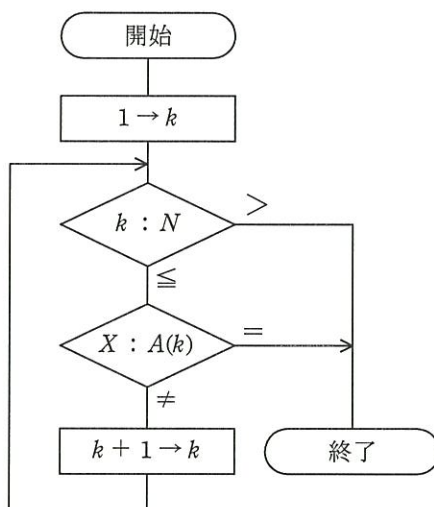 開始
1 → k
k : N
>
≦
X : A(k)
=
≠
k + 1 → k
終了